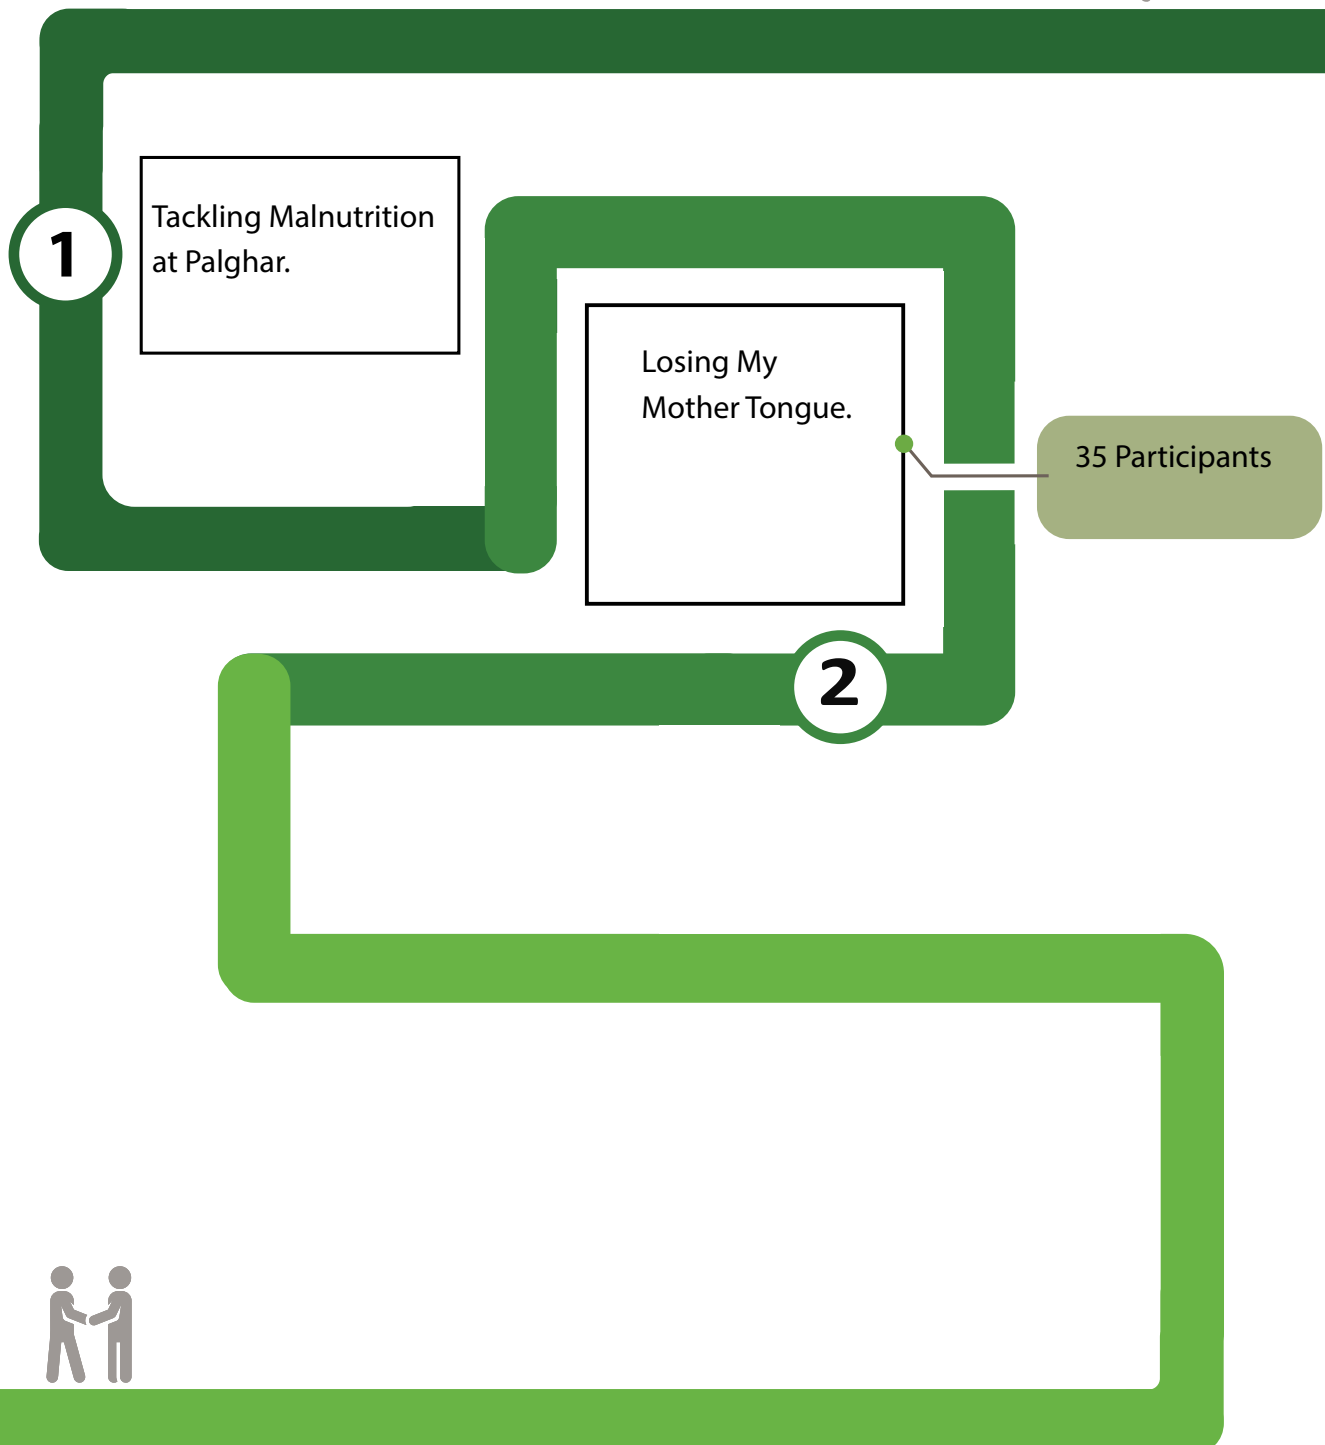 1
Tackling Malnutrition
at Palghar.
Losing My
Mother Tongue.
35 Participants
2